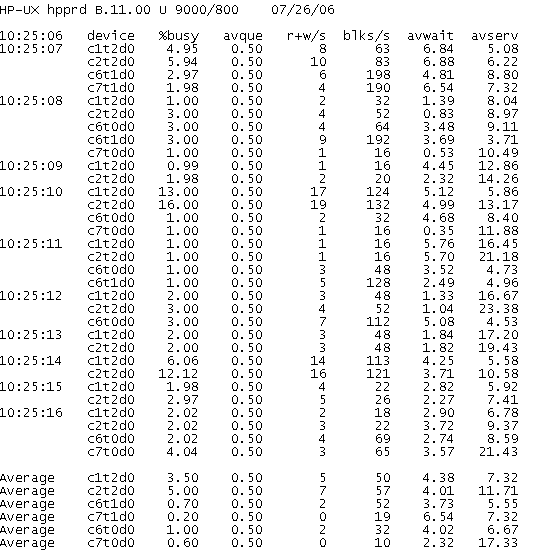 HP-UX hpprd B.11.00 U 9000/800    07/26/06
10:25:06   device   %busy   avque   r+w/s   blks/s   avwait   avserv
10:25:07   c1t2d0   4.95   0.50   8   63   6.84   5.08
c2t2d0   5.94   0.50   10   83   6.88   6.22
c6t1d0   2.97   0.50   6   198   4.81   8.80
c7t1d0   1.98   0.50   4   190   6.54   7.32
10:25:08   c1t2d0   1.00   0.50   2   32   1.39   8.04
c2t2d0   3.00   0.50   4   52   0.83   8.97
c6t0d0   3.00   0.50   4   64   3.48   9.11
c6t1d0   3.00   0.50   9   192   3.69   3.71
c7t0d0   1.00   0.50   1   16   0.53   10.49
10:25:09   c1t2d0   0.99   0.50   1   16   4.45   12.86
c2t2d0   1.98   0.50   2   20   2.32   14.26
10:25:10   c1t2d0   13.00   0.50   17   124   5.12   5.86
c2t2d0   16.00   0.50   19   132   4.99   13.17
c6t0d0   1.00   0.50   2   32   4.68   8.40
c7t0d0   1.00   0.50   1   16   0.35   11.88
10:25:11   c1t2d0   1.00   0.50   1   16   5.76   16.45
c2t2d0   1.00   0.50   1   16   5.70   21.18
c6t0d0   1.00   0.50   3   48   3.52   4.73
c6t1d0   1.00   0.50   5   128   2.49   4.96
10:25:12   c1t2d0   2.00   0.50   3   48   1.33   16.67
c2t2d0   3.00   0.50   4   52   1.04   23.38
c6t0d0   3.00   0.50   7   112   5.08   4.53
10:25:13   c1t2d0   2.00   0.50   3   48   1.84   17.20
c2t2d0   2.00   0.50   3   48   1.82   19.43
10:25:14   c1t2d0   6.06   0.50   14   113   4.25   5.58
c2t2d0   12.12   0.50   16   121   3.71   10.58
10:25:15   c1t2d0   1.98   0.50   4   22   2.82   5.92
c2t2d0   2.97   0.50   5   26   2.27   7.41
10:25:16   c1t2d0   2.02   0.50   2   18   2.90   6.78
c2t2d0   2.02   0.50   3   22   3.72   9.37
c6t0d0   2.02   0.50   4   69   2.74   8.59
c7t0d0   4.04   0.50   3   65   3.57   21.43
Average   c1t2d0   3.50   0.50   5   50   4.38   7.32
Average   c2t2d0   5.00   0.50   7   57   4.01   11.71
Average   c6t1d0   0.70   0.50   2   52   3.73   5.55
Average   c7t1d0   0.20   0.50   0   19   6.54   7.32
Average   c6t0d0   1.00   0.50   2   32   4.02   6.67
Average   c7t0d0   0.60   0.50   0   10   2.32   17.33